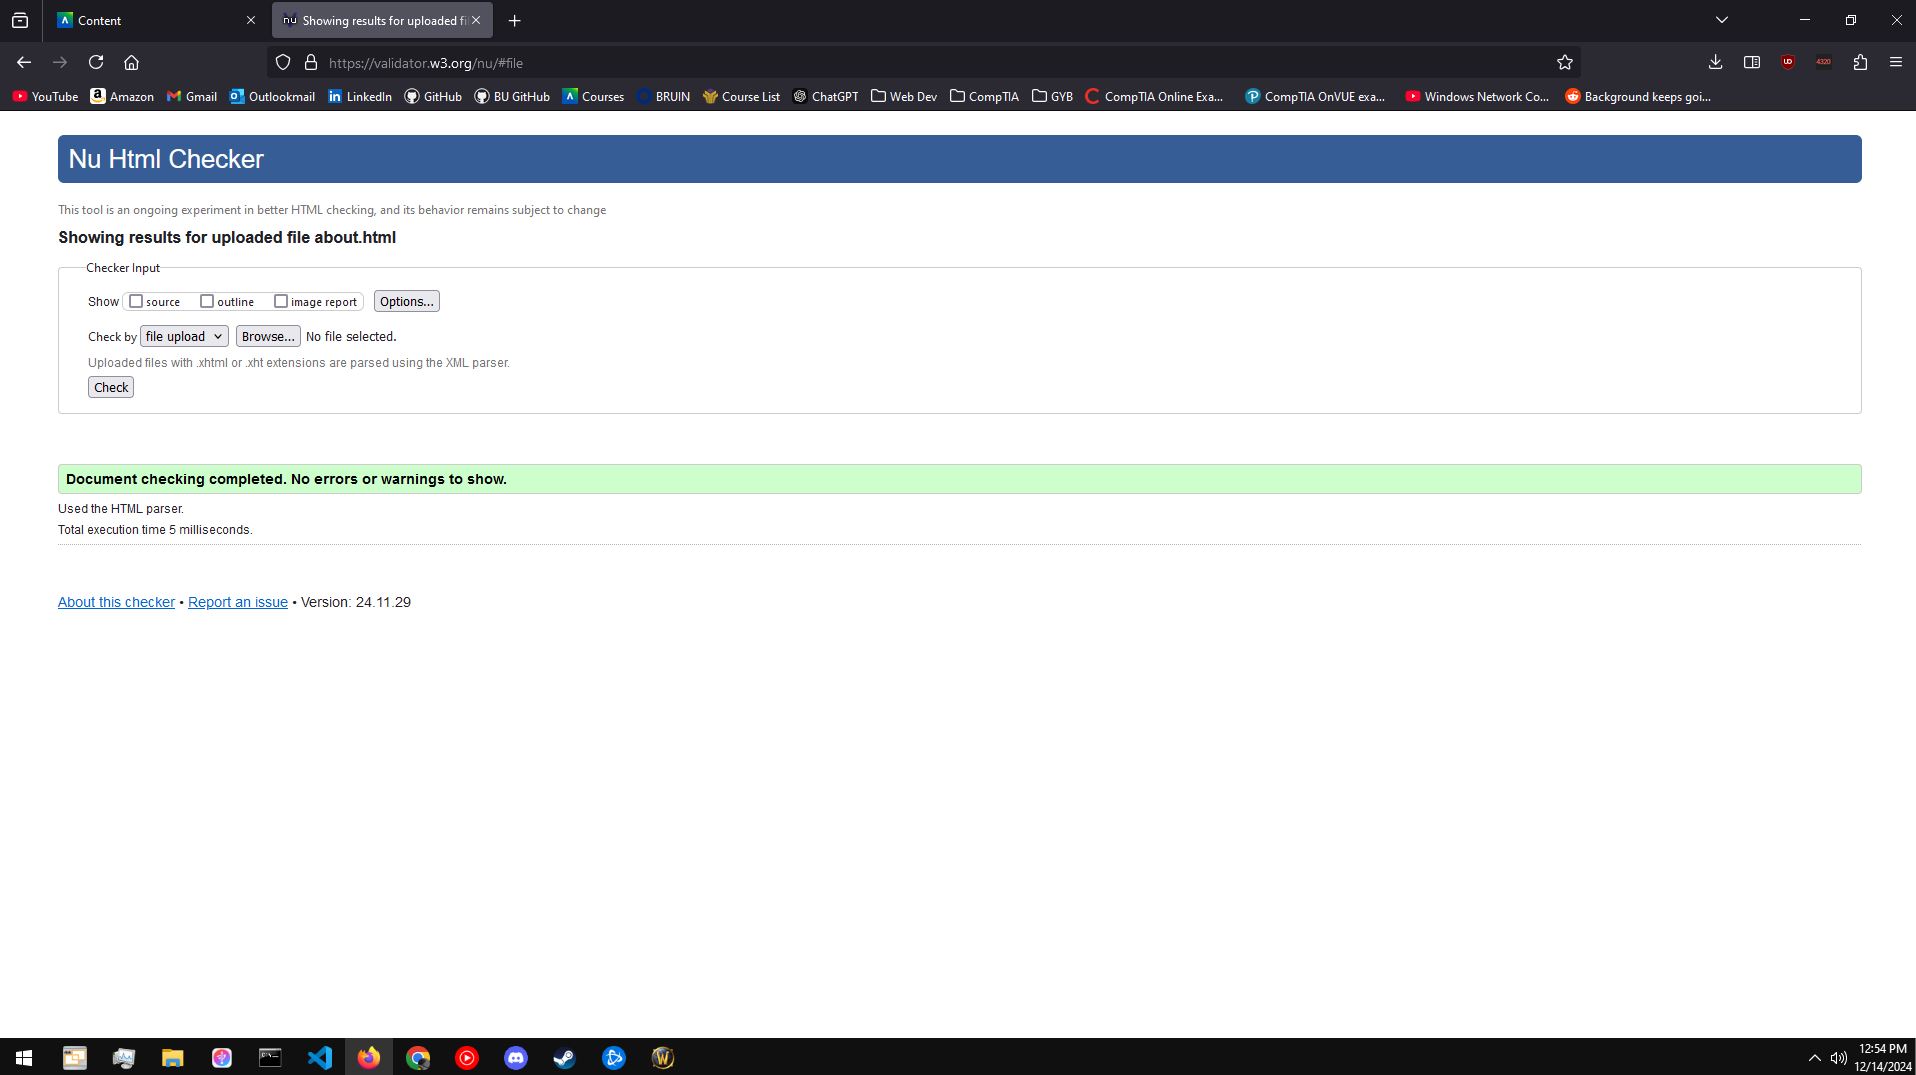 Content
Showing results for uploaded fil
https://validator.w3.org/nu/#file
YouTube Amazon Gmail Outlookmail LinkedIn GitHub BU GitHub Courses BRUIN Course List ChatGPT Web Dev CompTIA GYB CompTIA Online Exa... CompTIA OnVUE exa... Windows Network Co... Background keeps goi...
Nu Html Checker
This tool is an ongoing experiment in better HTML checking, and its behavior remains subject to change
Showing results for uploaded file about.html
Checker Input
Show source outline image report Options...
Check by file upload Browse... No file selected.
Uploaded files with .xhtml or .xht extensions are parsed using the XML parser.
Check
Document checking completed. No errors or warnings to show.
Used the HTML parser.
Total execution time 5 milliseconds.
About this checker • Report an issue • Version: 24.11.29
12:54 PM
12/14/2024